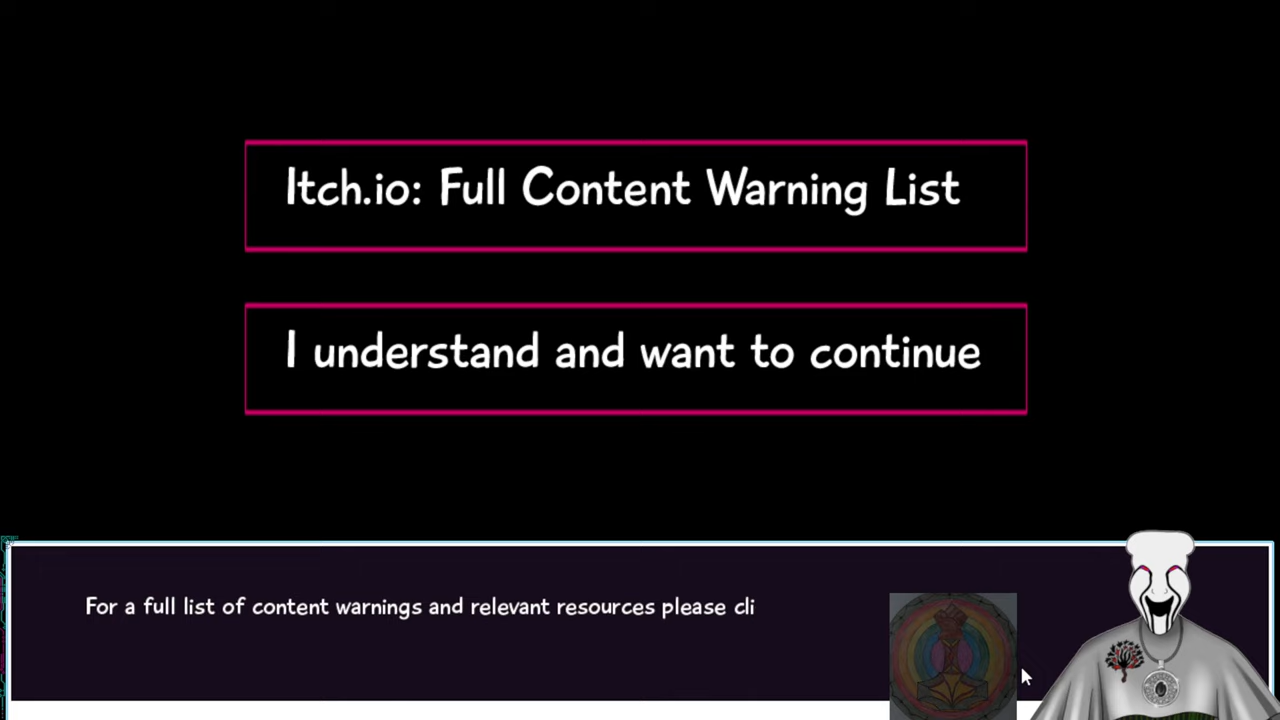 Itch.io: Full Content Warning List
I understand and want to continue
For a full list of content warnings and relevant resources please cli